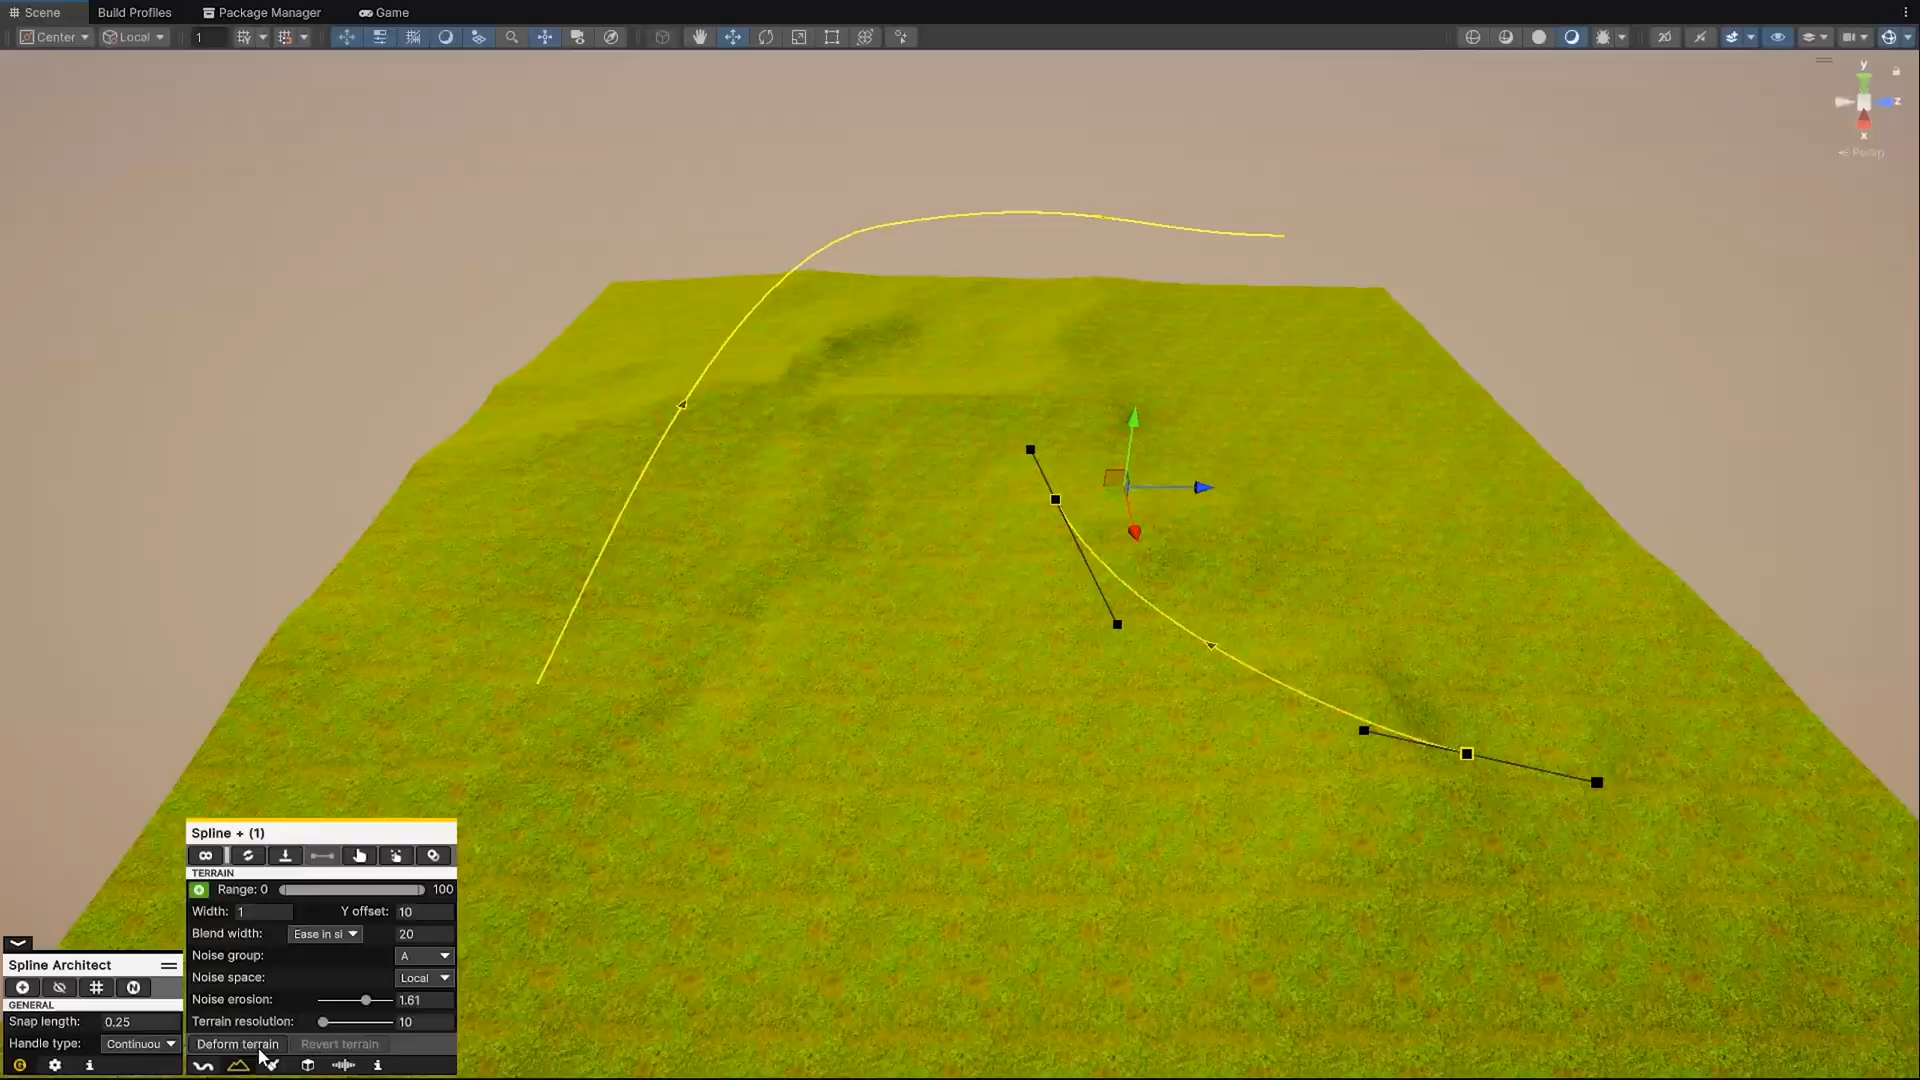 Scene Build Profiles Package Manager Game
Center Local 1 2D
y
z
x
Persp
Spline + (1)
TERRAIN
Range: 0 100
Width: 1 Y offset: 10
Blend width: Ease in si 20
Noise group: A
Noise space: Local
Noise erosion: 1.61
Terrain resolution: 10
Deform terrain Revert terrain
Spline Architect
GENERAL
Snap length: 0.25
Handle type: Continuou